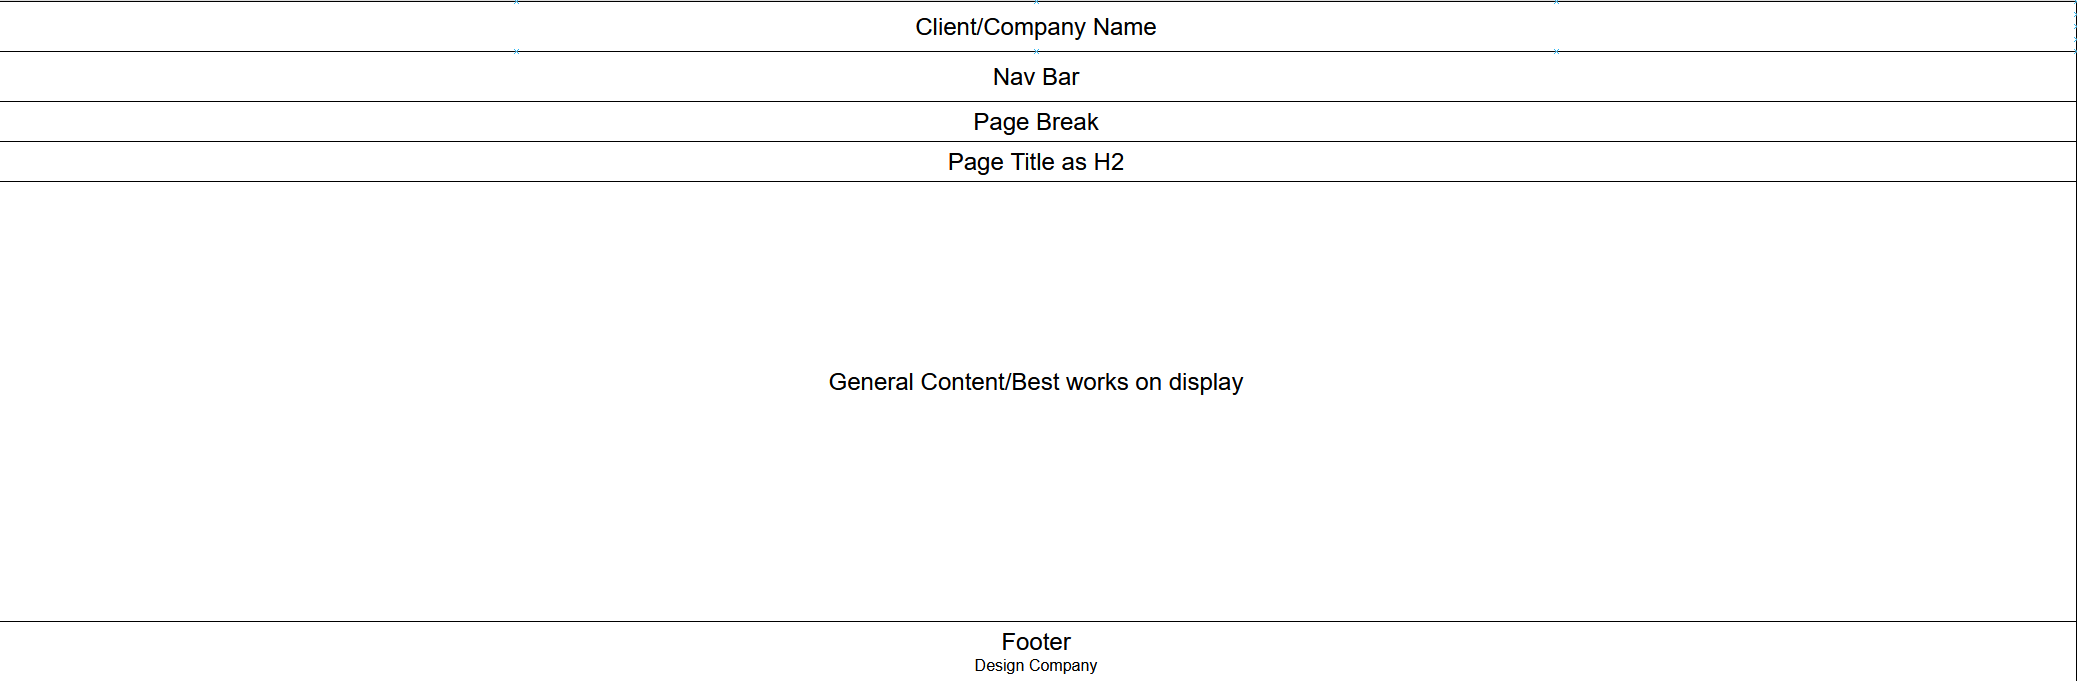 Client/Company Name
Nav Bar
Page Break
Page Title as H2
General Content/Best works on display
Footer
Design Company